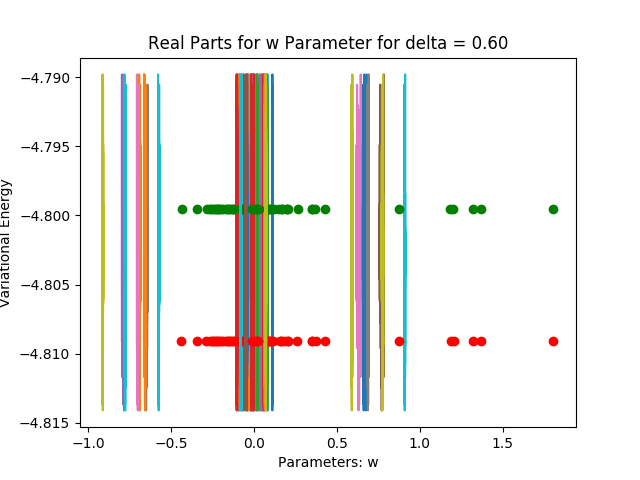 Real Parts for w Parameter for delta = 0.60
Variational Energy
−4.790
−4.795
−4.800
−4.805
−4.810
−4.815
−1.0 −0.5 0.0 0.5 1.0 1.5
Parameters: w